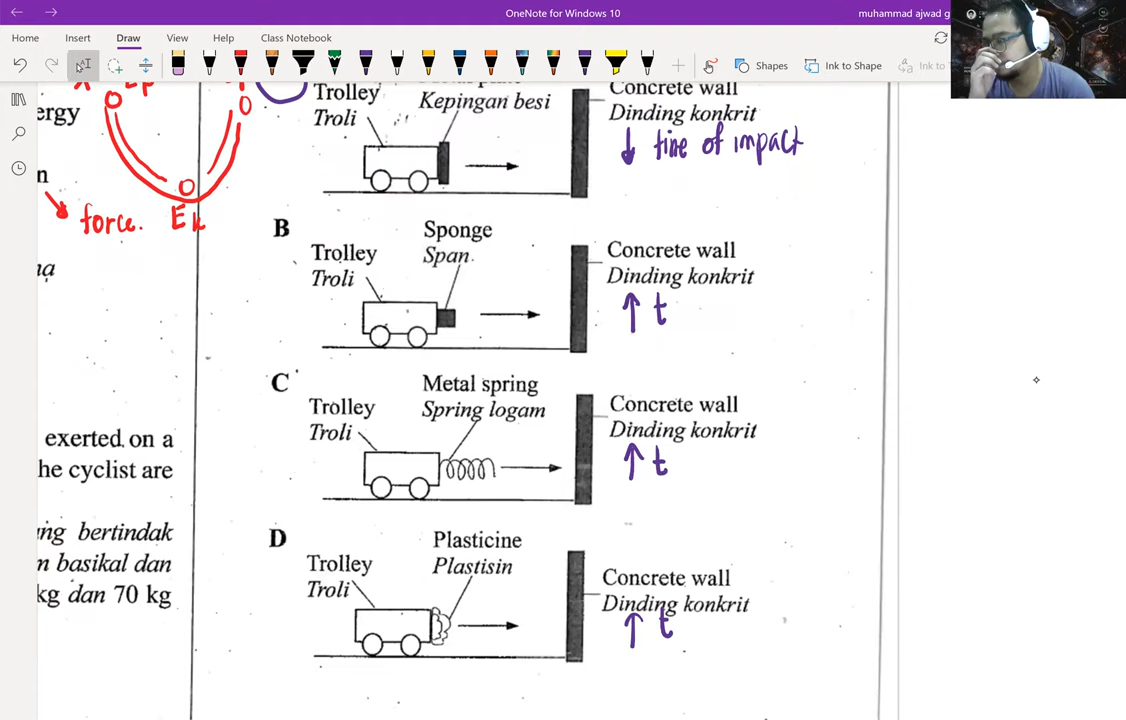 OneNote for Windows 10
muhammad ajwad g
Home
Insert
Draw
View
Help
Class Notebook
Shapes
Ink to Shape
Ink to
ergy
n
force.
Ek
exerted on a
he cyclist are
ng bertindak
n basikal dan
kg dan 70 kg
Trolley
Troli
Kepingan besi
Concrete wall
Dinding konkrit
↓ time of impact
B
Trolley
Troli
Sponge
Span
Concrete wall
Dinding konkrit
↑ t
C
Trolley
Troli
Metal spring
Spring logam
Concrete wall
Dinding konkrit
↑ t
D
Trolley
Troli
Plasticine
Plastisin
Concrete wall
Dinding konkrit
↑ t